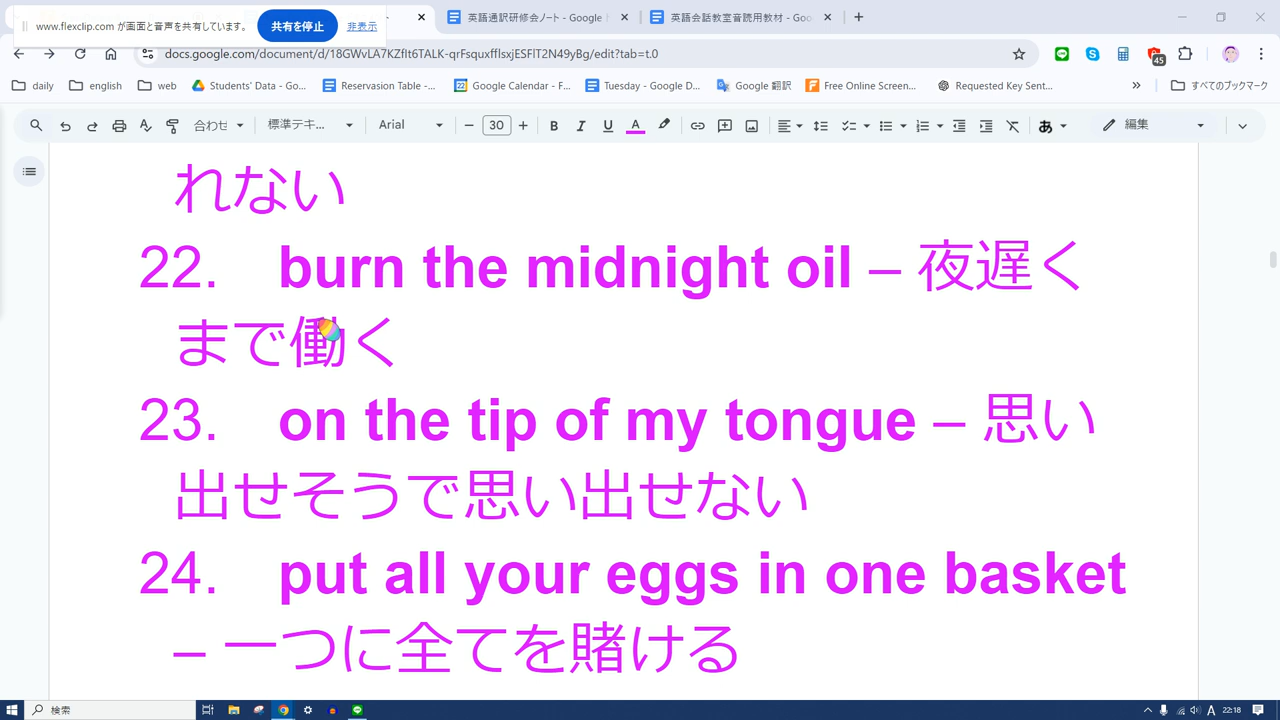 www.flexclip.com が画面と音声を共有しています。
共有を停止
非表示
英語通訳研修会ノート - Google
英語会話教室音読用教材
docs.google.com/document/d/18GWvLA7KZflt6TALK-qrFsquxfflsxjESFlT2N49yBg/edit?tab=t.0
45
daily
english
web
Students' Data - Go...
Reservasion Table -...
Google Calendar - F...
Tuesday - Google D...
Google 翻訳
Free Online Screen...
Requested Key Sent...
すべてのブックマーク
合わせ
標準テキ...
Arial
30
編集
れない
22. burn the midnight oil – 夜遅く
まで働く
23. on the tip of my tongue – 思い
出せそうで思い出せない
24. put all your eggs in one basket
– 一つに全てを賭ける
検索
A
22:18